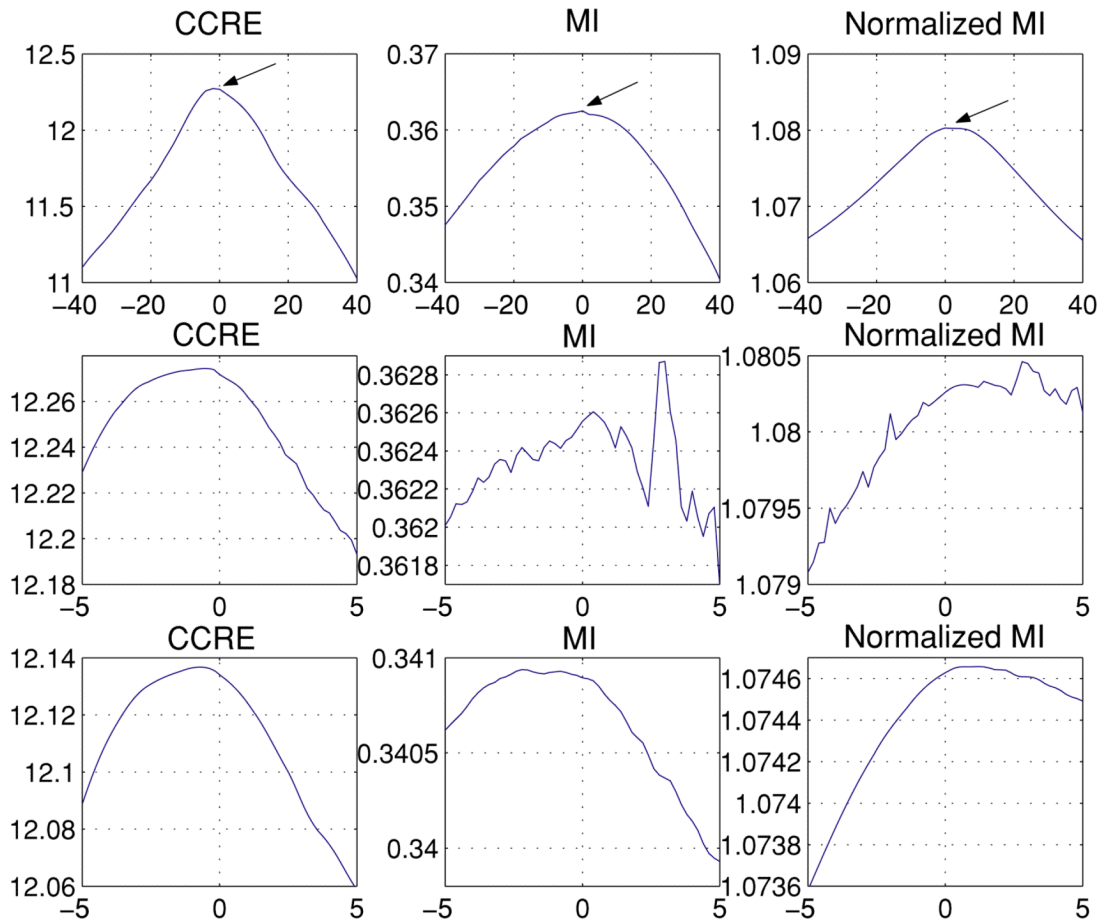 CCRE MI Normalized MI
12.5 0.37 1.09
12 0.36 1.08
11.5 0.35 1.07
11 0.34 1.06
−40 −20 0 20 40 −40 −20 0 20 40 −40 −20 0 20 40
CCRE MI Normalized MI
1.0805
0.3628
12.26 0.3626
12.24 0.3624 1.08
12.22 0.3622 1.0795
12.2 0.362
0.3618
12.18 1.079
−5 0 5 −5 0 5 −5 0 5
CCRE MI Normalized MI
12.14 0.341
1.0746
12.12 1.0744
12.1 0.3405 1.0742
1.074
12.08 0.34 1.0738
12.06 1.0736
−5 0 5 −5 0 5 −5 0 5